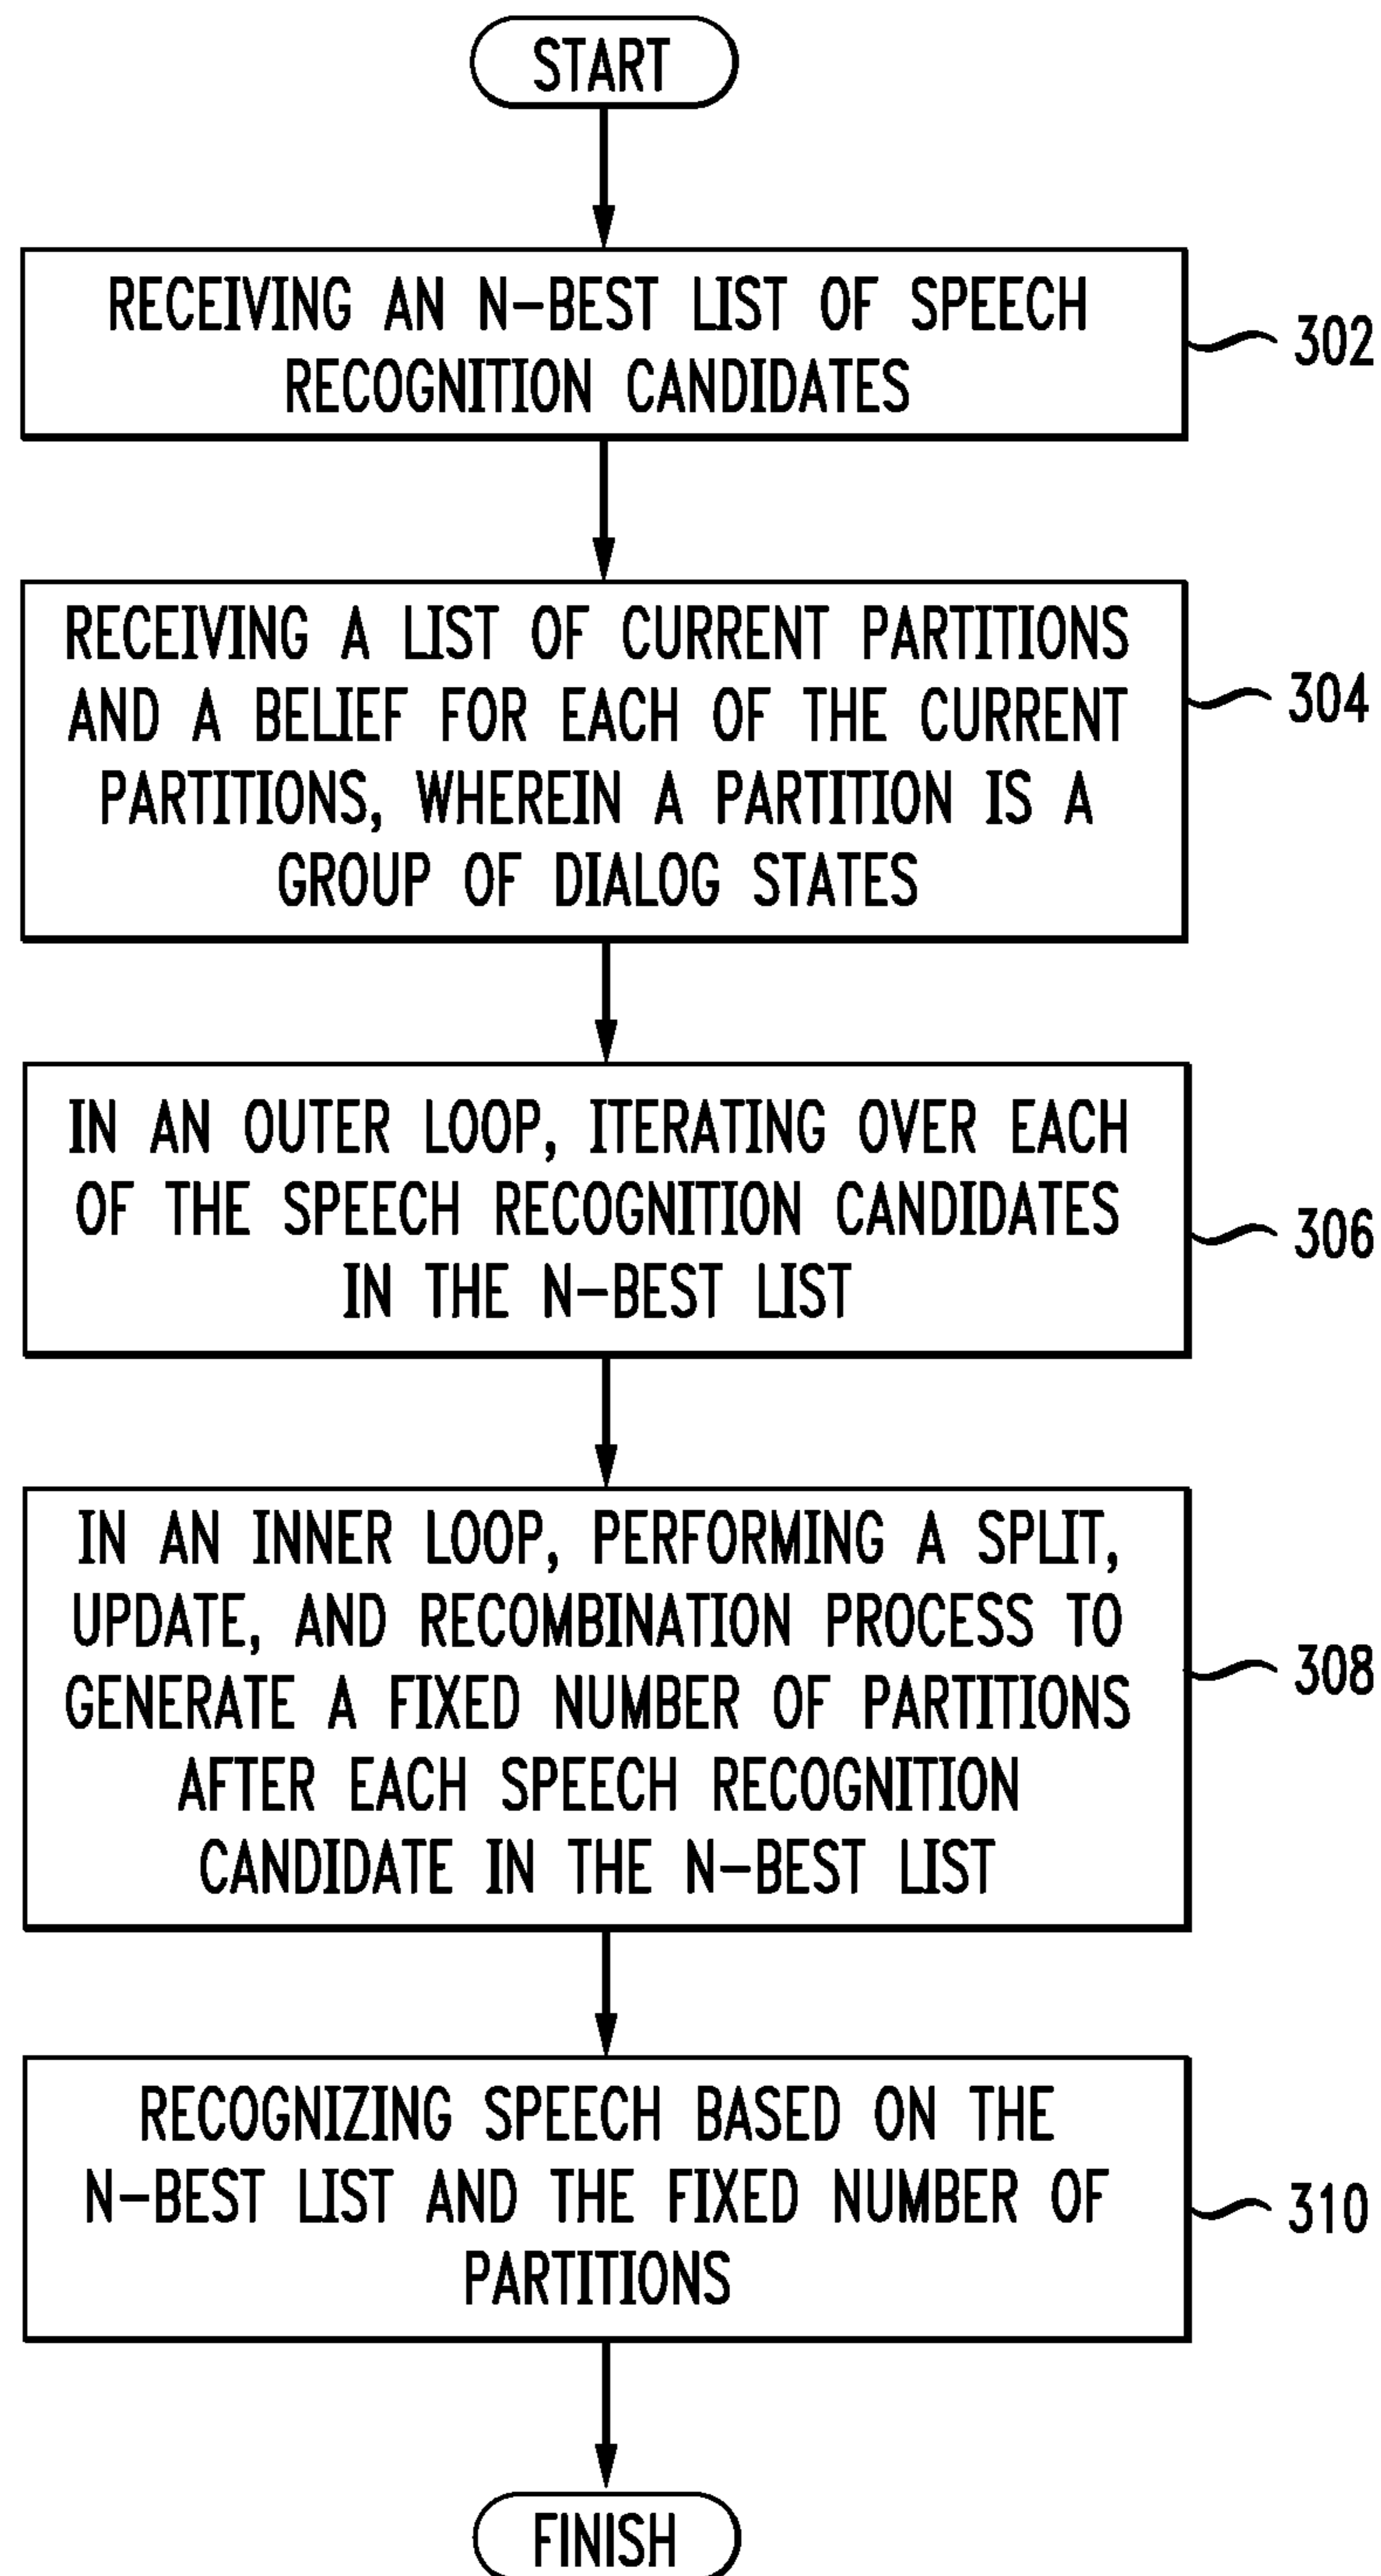 START
RECEIVING AN N-BEST LIST OF SPEECH
RECOGNITION CANDIDATES
302
RECEIVING A LIST OF CURRENT PARTITIONS
AND A BELIEF FOR EACH OF THE CURRENT
PARTITIONS, WHEREIN A PARTITION IS A
GROUP OF DIALOG STATES
304
IN AN OUTER LOOP, ITERATING OVER EACH
OF THE SPEECH RECOGNITION CANDIDATES
IN THE N-BEST LIST
306
IN AN INNER LOOP, PERFORMING A SPLIT,
UPDATE, AND RECOMBINATION PROCESS TO
GENERATE A FIXED NUMBER OF PARTITIONS
AFTER EACH SPEECH RECOGNITION
CANDIDATE IN THE N-BEST LIST
308
RECOGNIZING SPEECH BASED ON THE
N-BEST LIST AND THE FIXED NUMBER OF
PARTITIONS
310
FINISH